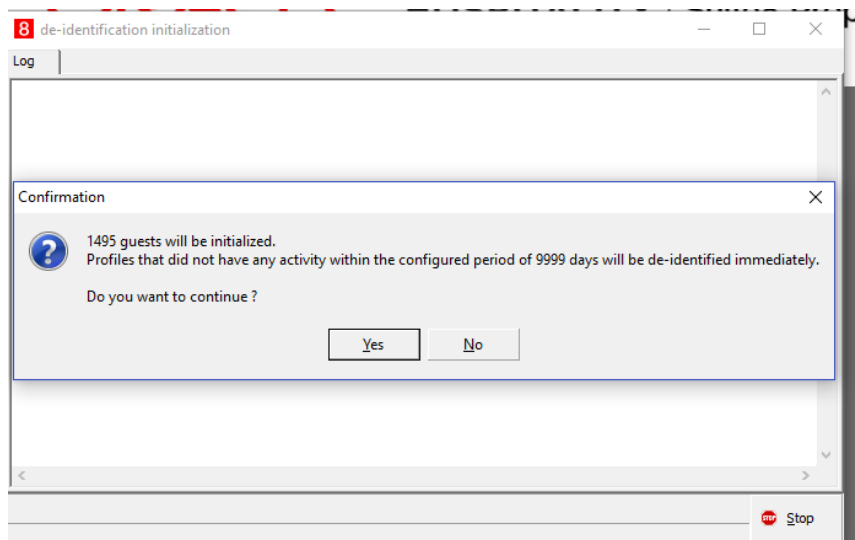 8 de-identification initialization
Log
Confirmation
1495 guests will be initialized.
Profiles that did not have any activity within the configured period of 9999 days will be de-identified immediately.
Do you want to continue ?
Yes No
STOP Stop